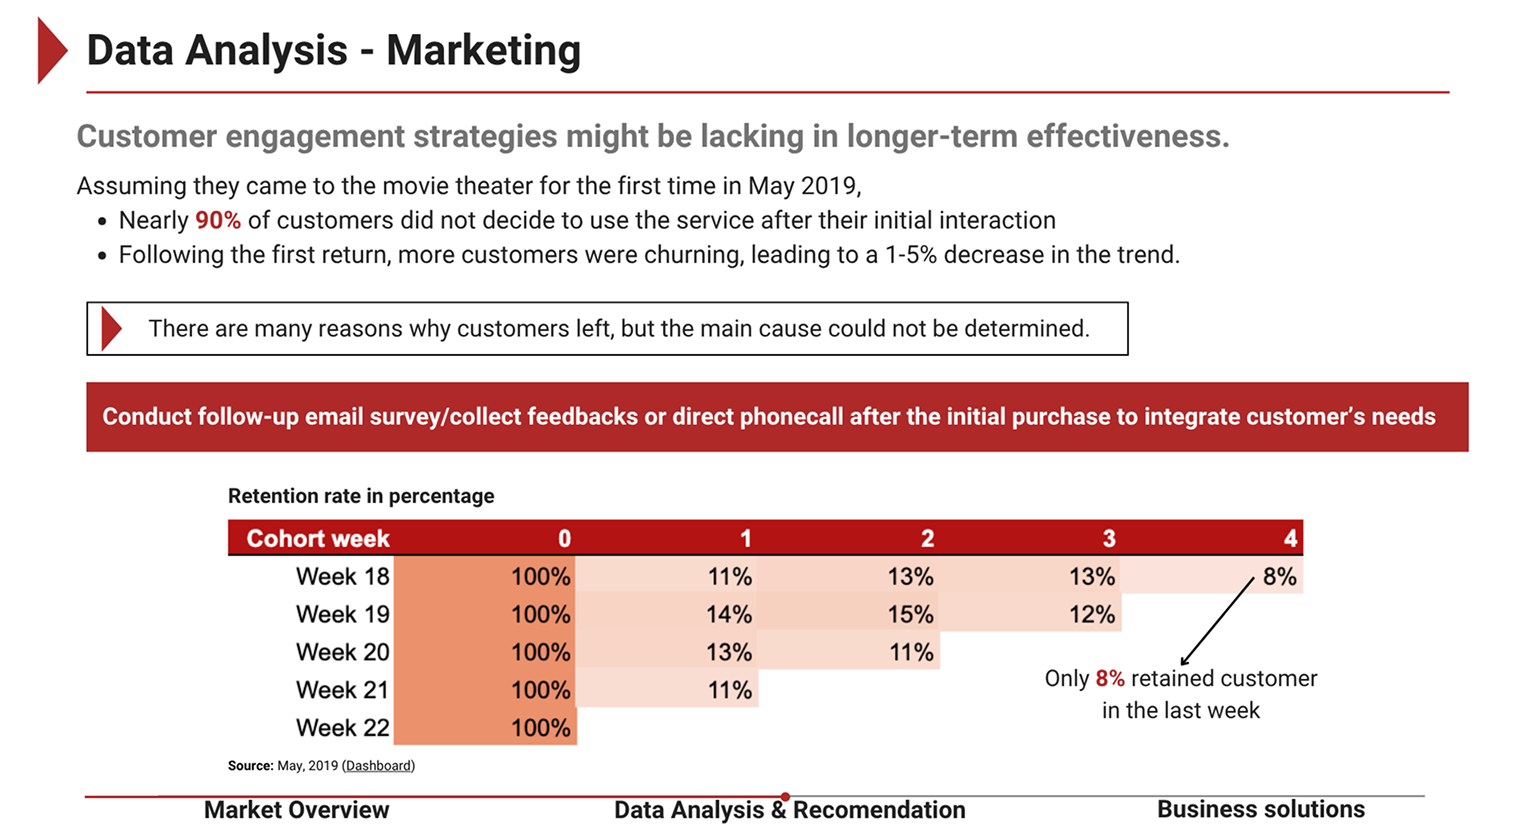 Data Analysis - Marketing
Customer engagement strategies might be lacking in longer-term effectiveness.
Assuming they came to the movie theater for the first time in May 2019,
• Nearly 90% of customers did not decide to use the service after their initial interaction
• Following the first return, more customers were churning, leading to a 1-5% decrease in the trend.
There are many reasons why customers left, but the main cause could not be determined.
Conduct follow-up email survey/collect feedbacks or direct phonecall after the initial purchase to integrate customer’s needs
Retention rate in percentage
Cohort week 0 1 2 3 4
Week 18 100% 11% 13% 13% 8%
Week 19 100% 14% 15% 12%
Week 20 100% 13% 11%
Week 21 100% 11%
Week 22 100%
Only 8% retained customer
in the last week
Source: May, 2019 (Dashboard)
Market Overview Data Analysis & Recomendation Business solutions